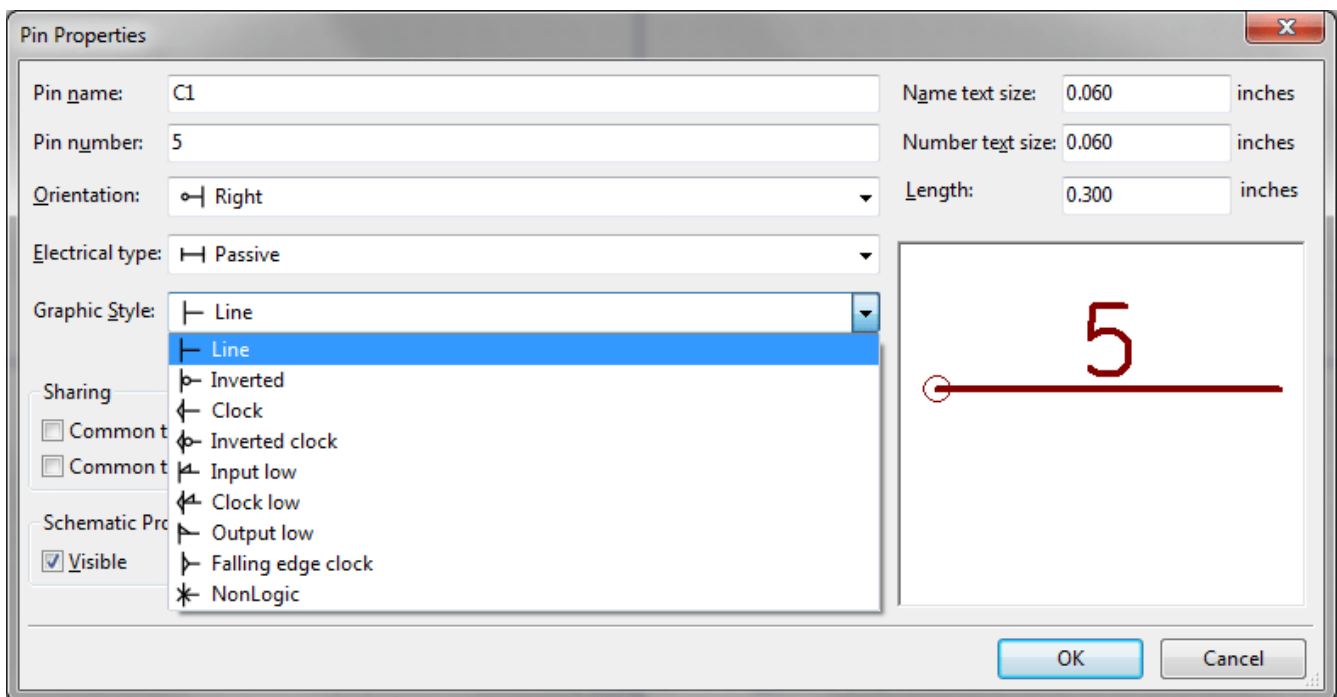 Pin Properties
Pin name: C1
Pin number: 5
Orientation: Right
Electrical type: Passive
Graphic Style: Line
Line
Inverted
Clock
Inverted clock
Input low
Clock low
Output low
Falling edge clock
NonLogic
Sharing
Common t
Common t
Schematic Pro
Visible
Name text size: 0.060 inches
Number text size: 0.060 inches
Length: 0.300 inches
5
OK Cancel